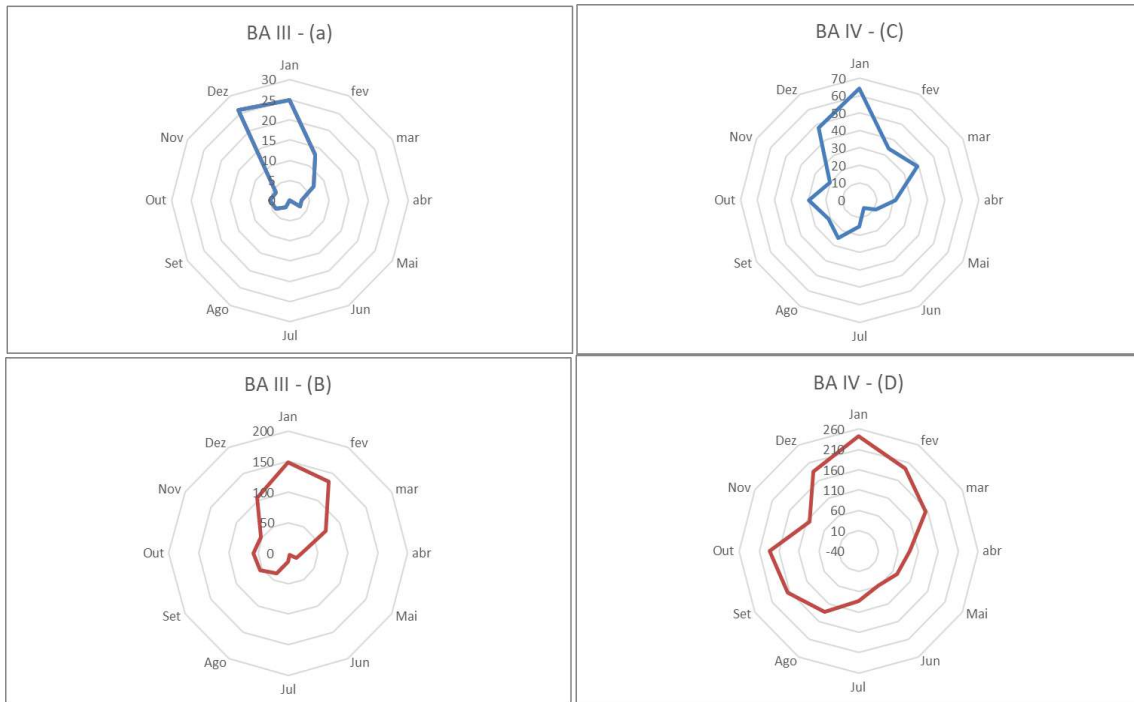 BA III - (a)
Jan
fev
mar
abr
Mai
Jun
Jul
Ago
Set
Out
Nov
Dez
30
25
20
15
10
5
0
BA IV - (C)
Jan
fev
mar
abr
Mai
Jun
Jul
Ago
Set
Out
Nov
Dez
70
60
50
40
30
20
10
0
BA III - (B)
Jan
fev
mar
abr
Mai
Jun
Jul
Ago
Set
Out
Nov
Dez
200
150
100
50
0
BA IV - (D)
Jan
fev
mar
abr
Mai
Jun
Jul
Ago
Set
Out
Nov
Dez
260
210
160
110
60
10
-40